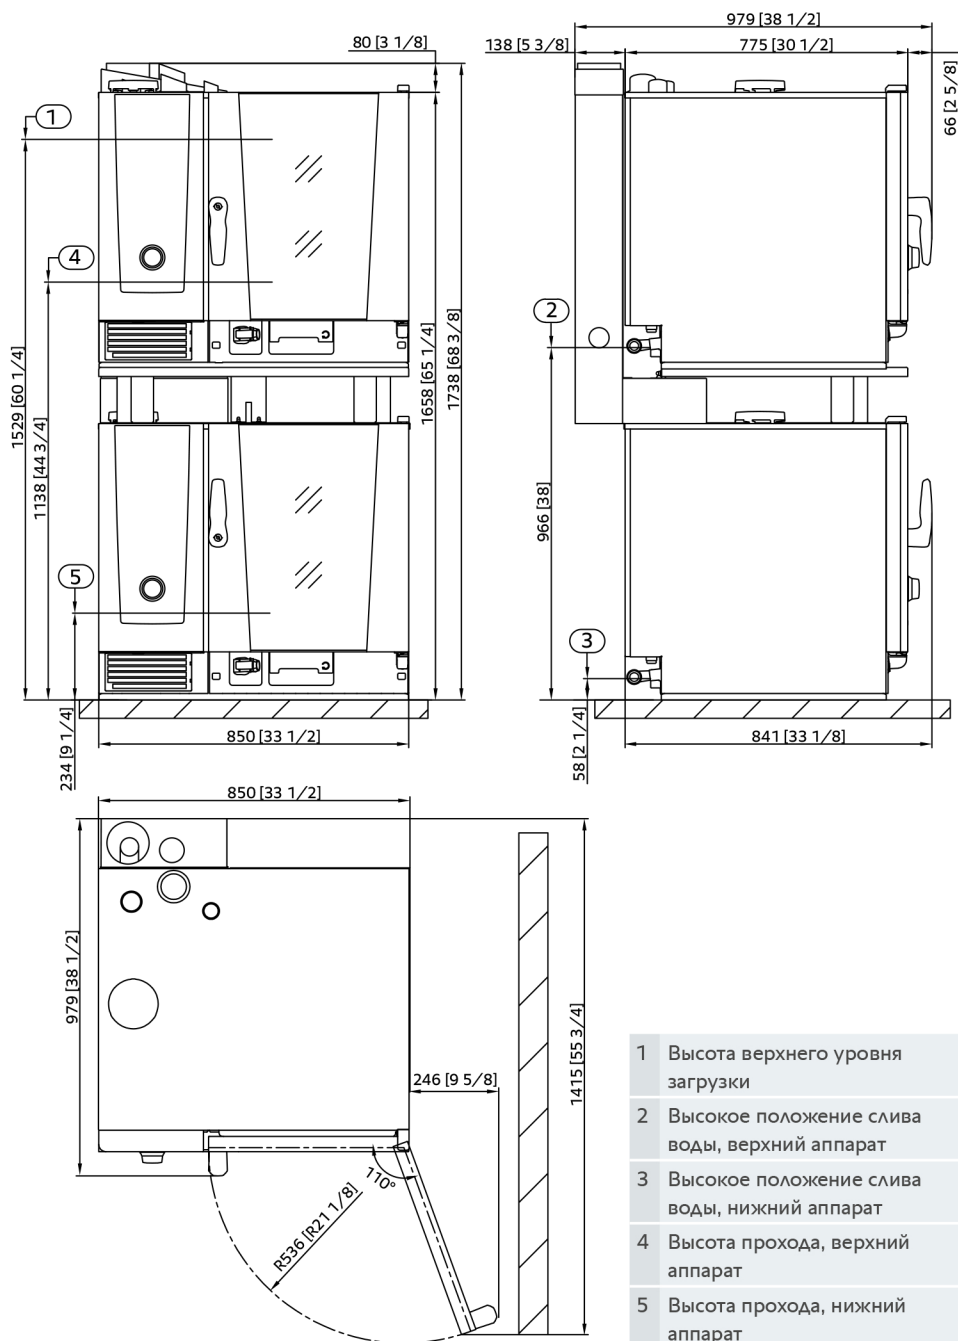 979 [38 1/2]
80 [3 1/8]
138 [5 3/8]
775 [30 1/2]
66 [2 5/8]
1
4
2
1529 [60 1/4]
1138 [44 3/4]
1658 [65 1/4]
1738 [68 3/8]
966 [38]
5
3
234 [9 1/4]
850 [33 1/2]
58 [2 1/4]
841 [33 1/8]
850 [33 1/2]
979 [38 1/2]
1415 [55 3/4]
246 [9 5/8]
110°
R536 [R21 1/8]
1 Высота верхнего уровня
загрузки
2 Высокое положение слива
воды, верхний аппарат
3 Высокое положение слива
воды, нижний аппарат
4 Высота прохода, верхний
аппарат
5 Высота прохода, нижний
аппарат